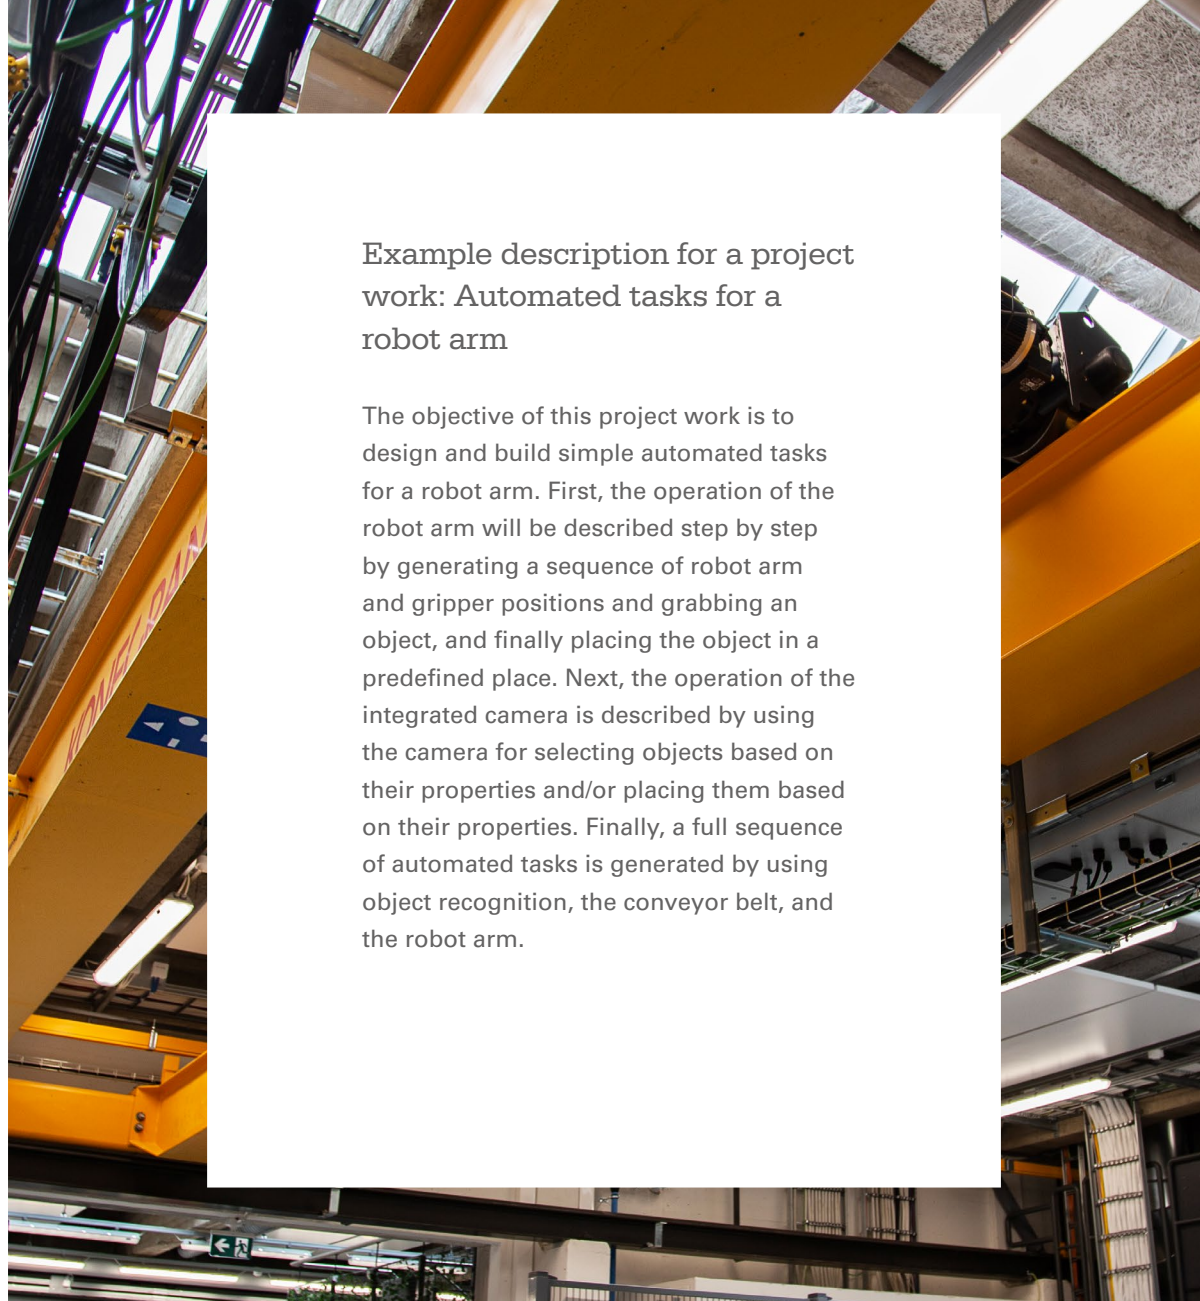 Example description for a project
work: Automated tasks for a
robot arm
The objective of this project work is to
design and build simple automated tasks
for a robot arm. First, the operation of the
robot arm will be described step by step
by generating a sequence of robot arm
and gripper positions and grabbing an
object, and finally placing the object in a
predefined place. Next, the operation of the
integrated camera is described by using
the camera for selecting objects based on
their properties and/or placing them based
on their properties. Finally, a full sequence
of automated tasks is generated by using
object recognition, the conveyor belt, and
the robot arm.